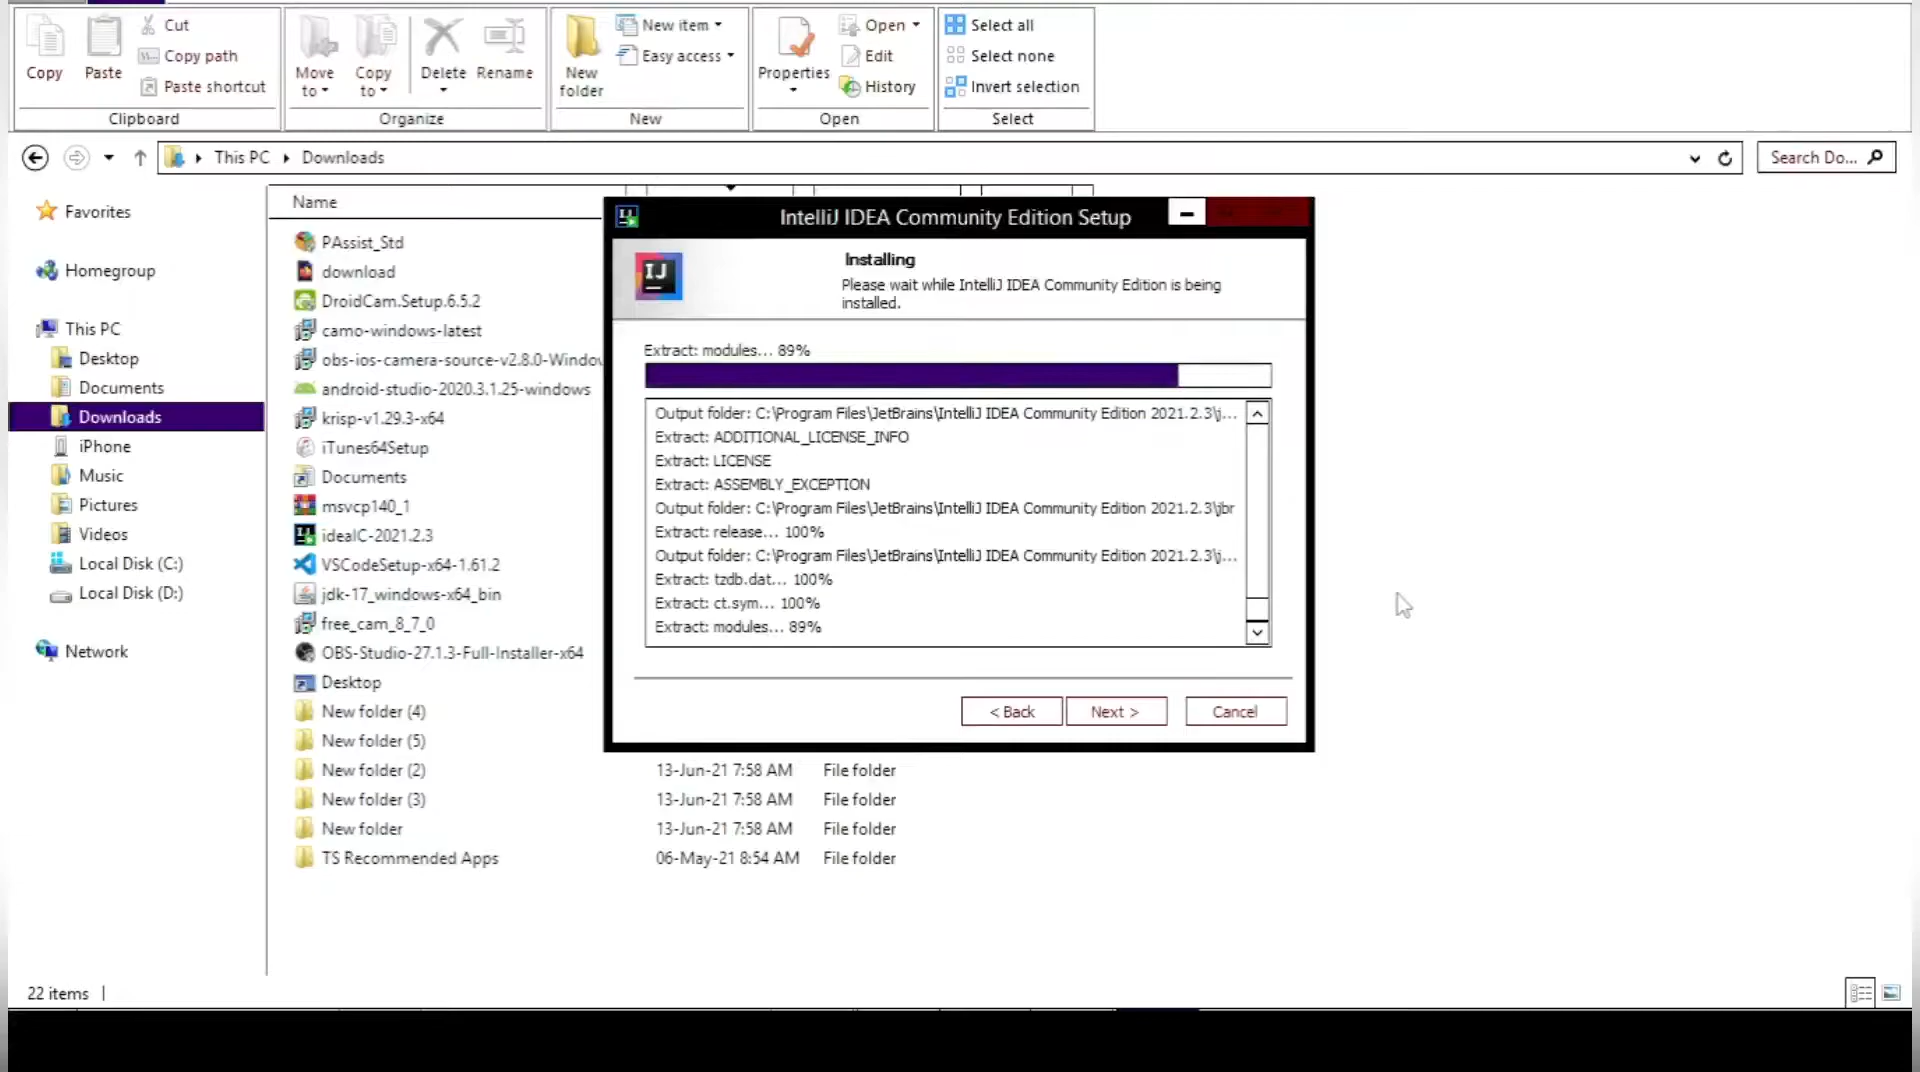 Cut
Copy path
Paste shortcut
Copy
Paste
Clipboard
Move to
Copy to
Delete
Rename
Organize
New folder
New item
Easy access
New
Properties
Open
Edit
History
Open
Select all
Select none
Invert selection
Select
This PC
Downloads
Search Do...
Favorites
Homegroup
This PC
Desktop
Documents
Downloads
iPhone
Music
Pictures
Videos
Local Disk (C:)
Local Disk (D:)
Network
Name
PAssist_Std
download
DroidCam.Setup.6.5.2
camo-windows-latest
obs-ios-camera-source-v2.8.0-Window
android-studio-2020.3.1.25-windows
krisp-v1.29.3-x64
iTunes64Setup
Documents
msvcp140_1
ideaIC-2021.2.3
VSCodeSetup-x64-1.61.2
jdk-17_windows-x64_bin
free_cam_8_7_0
OBS-Studio-27.1.3-Full-Installer-x64
Desktop
New folder (4)
New folder (5)
New folder (2) 13-Jun-21 7:58 AM File folder
New folder (3) 13-Jun-21 7:58 AM File folder
New folder 13-Jun-21 7:58 AM File folder
TS Recommended Apps 06-May-21 8:54 AM File folder
IntelliJ IDEA Community Edition Setup
IJ
Installing
Please wait while IntelliJ IDEA Community Edition is being
installed.
Extract: modules... 89%
Output folder: C:\Program Files\JetBrains\IntelliJ IDEA Community Edition 2021.2.3\j...
Extract: ADDITIONAL_LICENSE_INFO
Extract: LICENSE
Extract: ASSEMBLY_EXCEPTION
Output folder: C:\Program Files\JetBrains\IntelliJ IDEA Community Edition 2021.2.3\jbr
Extract: release... 100%
Output folder: C:\Program Files\JetBrains\IntelliJ IDEA Community Edition 2021.2.3\j...
Extract: tzdb.dat... 100%
Extract: ct.sym... 100%
Extract: modules... 89%
< Back
Next >
Cancel
22 items